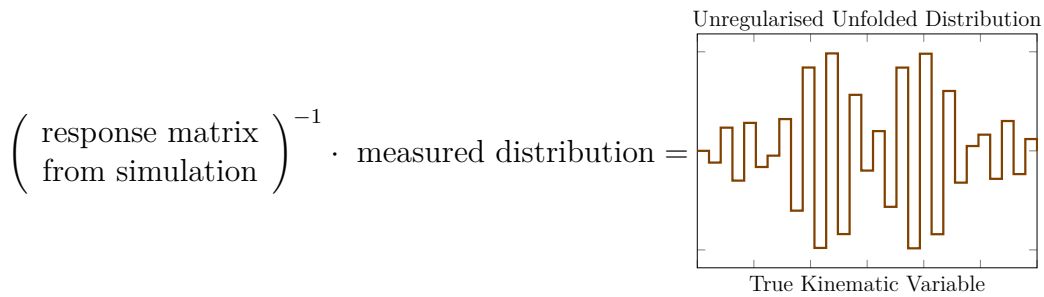 Unregularised Unfolded Distribution
response matrix
from simulation
−1
· measured distribution =
True Kinematic Variable